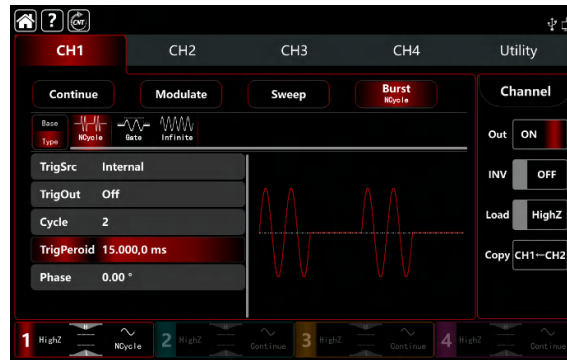 ? CNT
CH1 CH2 CH3 CH4 Utility
Continue Modulate Sweep Burst NCycle Channel
Base Type NCycle Gate Infinite
Out ON
TrigSrc Internal
INV OFF
TrigOut Off
Cycle 2
Load HighZ
TrigPeroid 15.000,0 ms
Copy CH1←CH2
Phase 0.00 °
1 HighZ NCycle 2 HighZ Continue 3 HighZ Continue 4 HighZ Continue